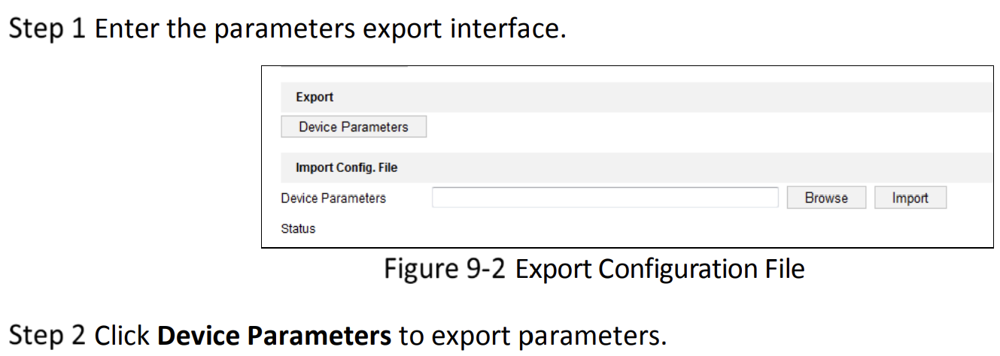 Step 1 Enter the parameters export interface.
Export
Device Parameters
Import Config. File
Device Parameters Browse Import
Status
Figure 9-2 Export Configuration File
Step 2 Click Device Parameters to export parameters.